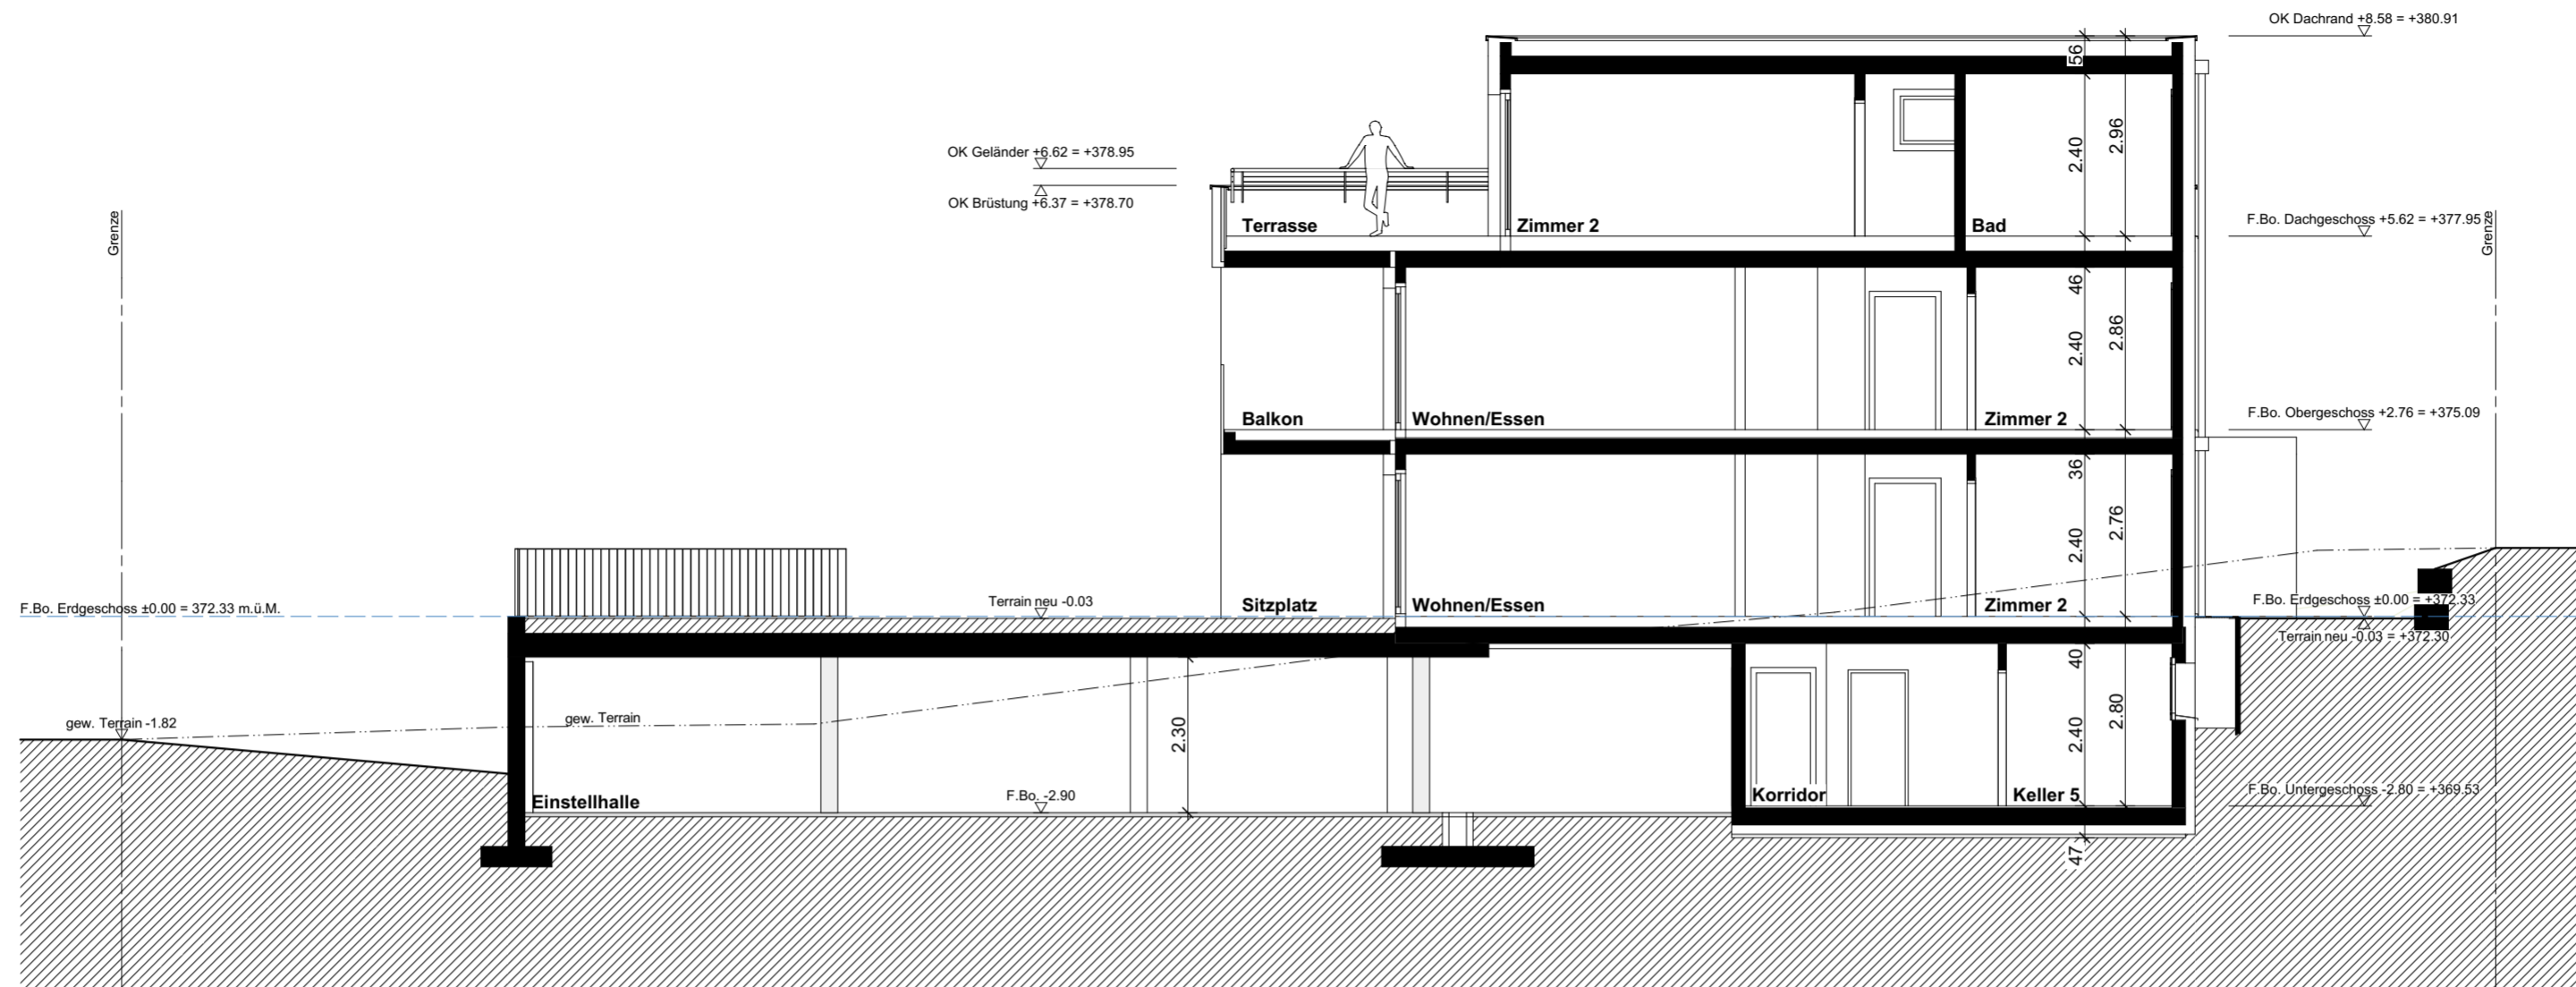 OK Dachrand +8.58 = +380.91
56
2.40
2.96
OK Geländer +6.62 = +378.95
OK Brüstung +6.37 = +378.70
Grenze
Terrasse
Zimmer 2
Bad
F.Bo. Dachgeschoss +5.62 = +377.95
Grenze
46
2.40
2.86
Balkon
Wohnen/Essen
Zimmer 2
F.Bo. Obergeschoss +2.76 = +375.09
36
2.40
2.76
F.Bo. Erdgeschoss ±0.00 = 372.33 m.ü.M.
Terrain neu -0.03
Sitzplatz
Wohnen/Essen
Zimmer 2
F.Bo. Erdgeschoss ±0.00 = +372.33
Terrain neu -0.03 = +372.30
40
2.40
2.80
gew. Terrain -1.82
gew. Terrain
2.30
Einstellhalle
F.Bo. -2.90
Korridor
Keller 5
F.Bo. Untergeschoss -2.80 = +369.53
47